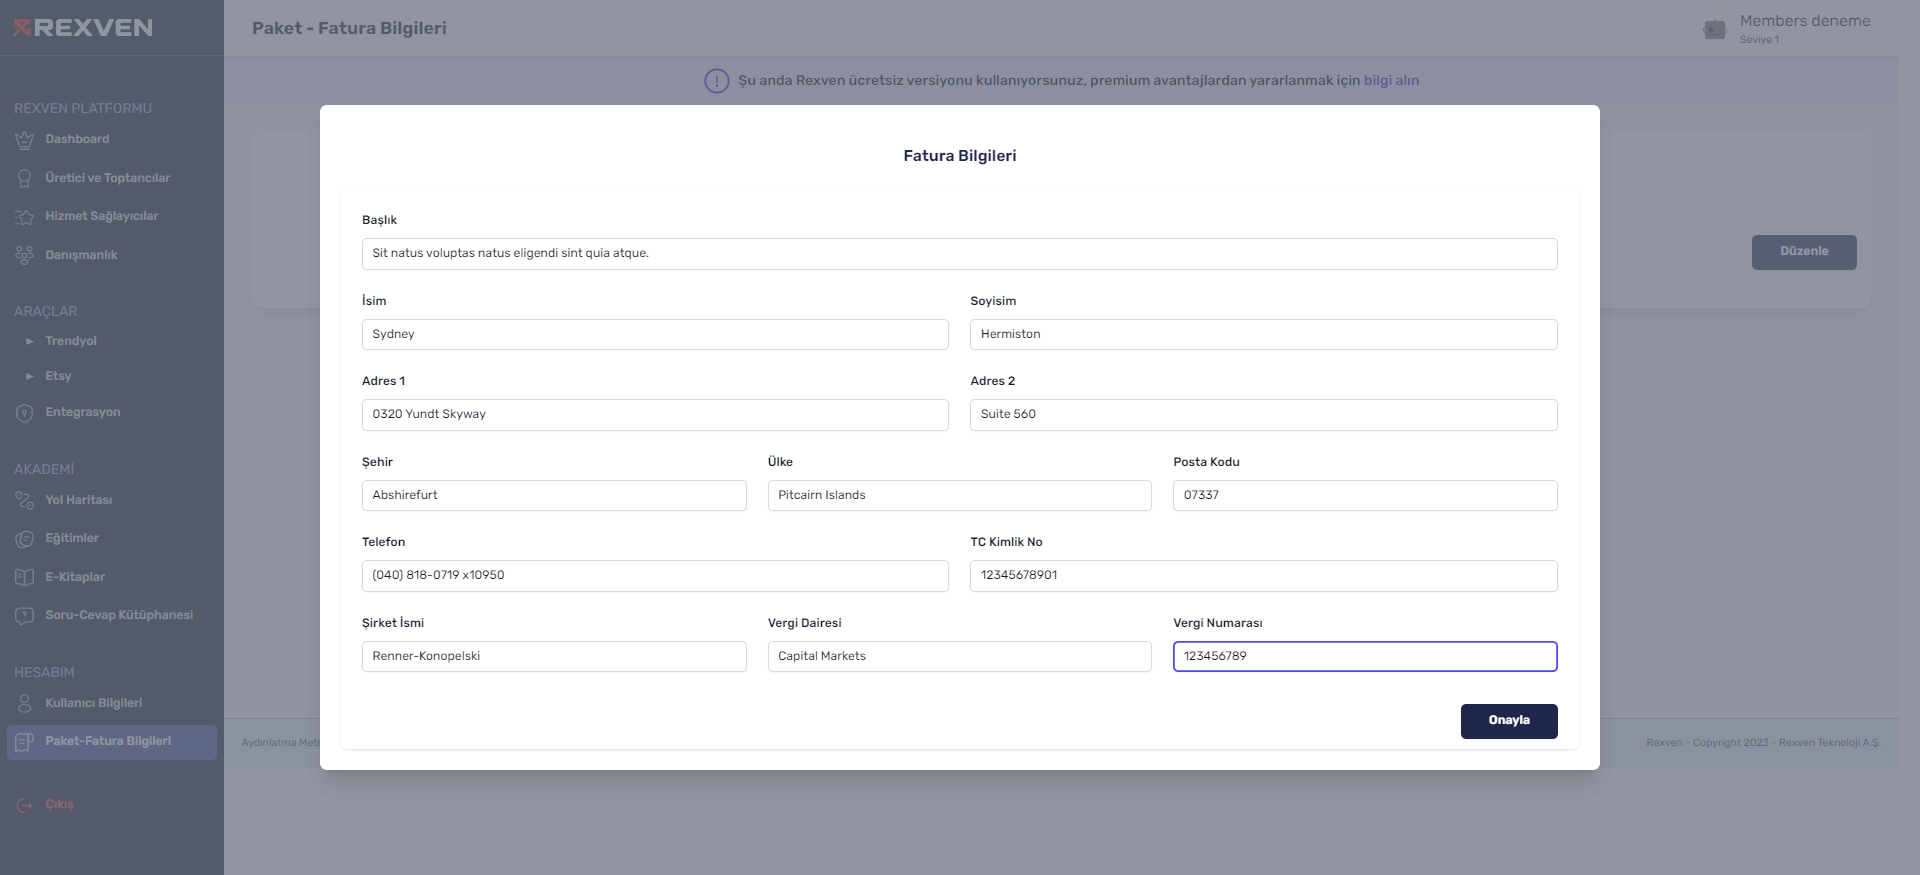 REXVEN
Paket - Fatura Bilgileri
Members deneme
Seviye 1
! Şu anda Rexven ücretsiz versiyonu kullanıyorsunuz, premium avantajlardan yararlanmak için bilgi alın
REXVEN PLATFORMU
Dashboard
Üretici ve Toptancılar
Hizmet Sağlayıcılar
Danışmanlık
ARAÇLAR
Trendyol
Etsy
Entegrasyon
AKADEMİ
Yol Haritası
Eğitimler
E-Kitaplar
Soru-Cevap Kütüphanesi
HESABIM
Kullanıcı Bilgileri
Paket-Fatura Bilgileri
Çıkış
Düzenle
Fatura Bilgileri
Başlık
Sit natus voluptas natus eligendi sint quia atque.
İsim
Soyisim
Sydney
Hermiston
Adres 1
Adres 2
0320 Yundt Skyway
Suite 560
Şehir
Ülke
Posta Kodu
Abshirefurt
Pitcairn Islands
07337
Telefon
TC Kimlik No
(040) 818-0719 x10950
12345678901
Şirket İsmi
Vergi Dairesi
Vergi Numarası
Renner-Konopelski
Capital Markets
123456789
Onayla
Aydınlatma Met
Rexven - Copyright 2023 - Rexven Teknoloji A.Ş.